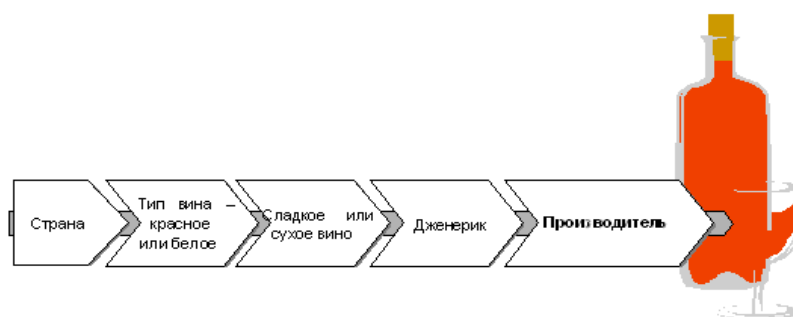 Страна
Тип вина –
красное
или белое
Сладкое или
сухое вино
Дженерик
Производитель